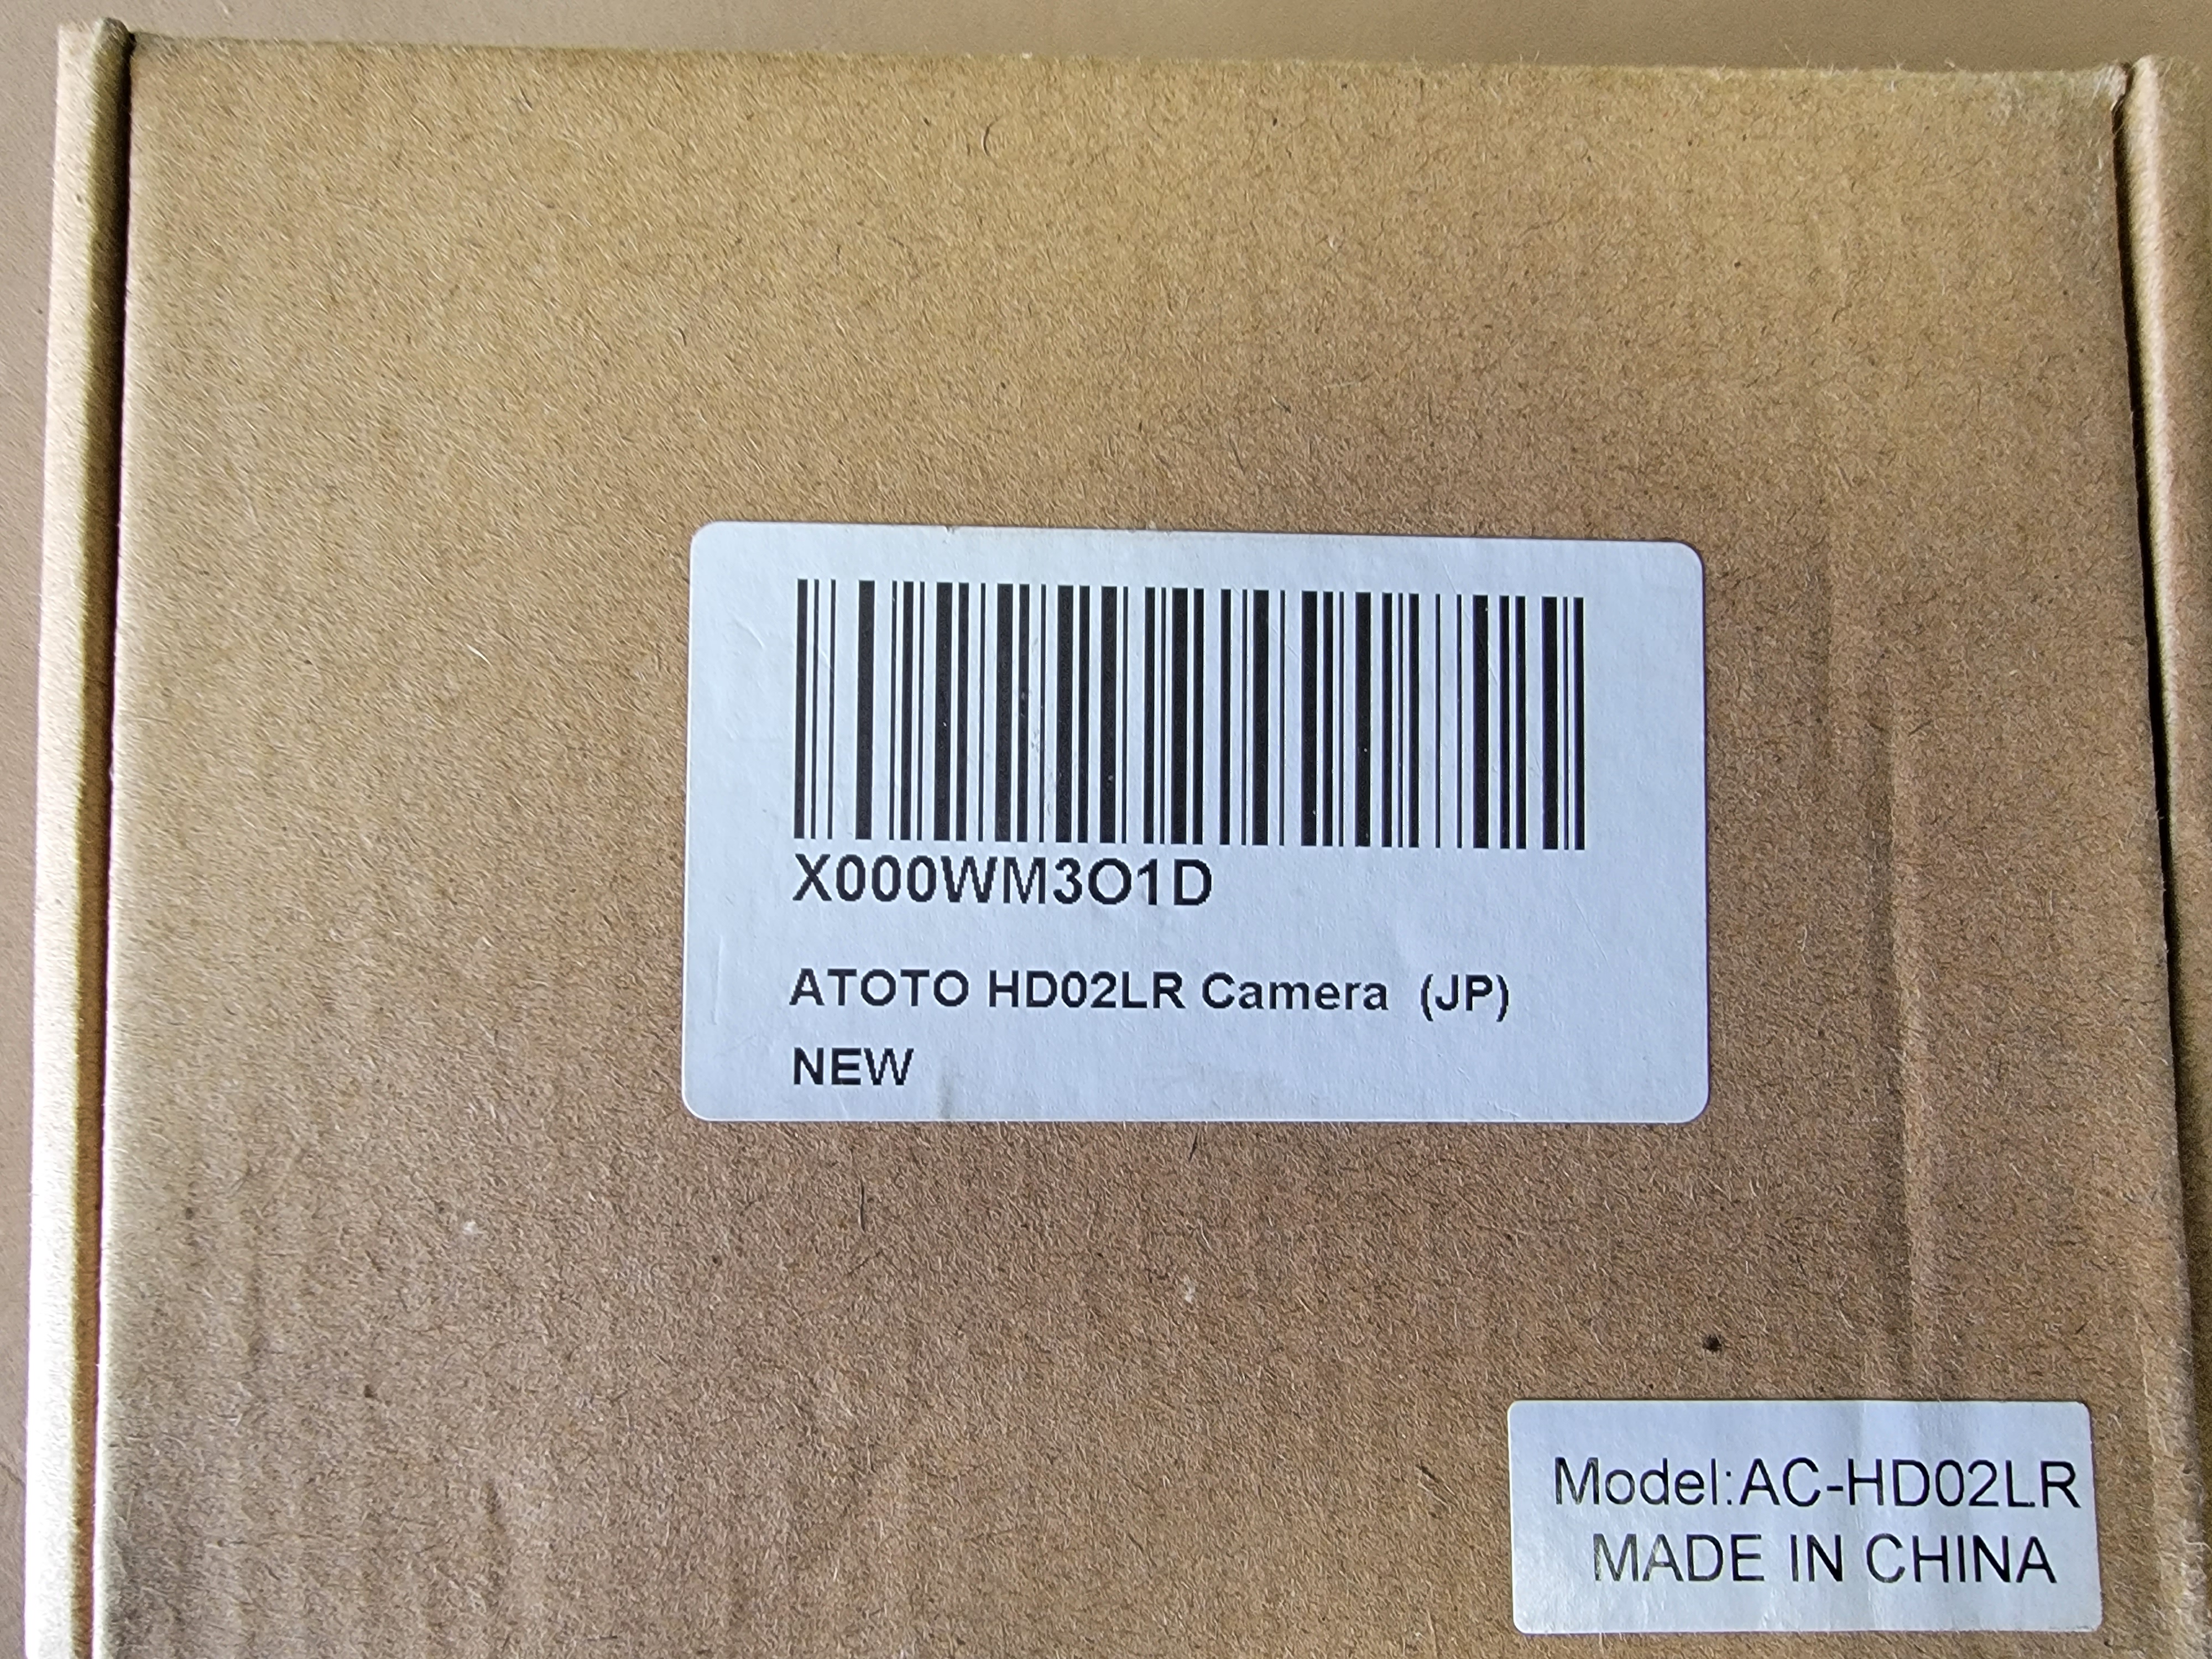 X000WM3O1D
ATOTO HD02LR Camera (JP)
NEW
Model:AC-HD02LR
MADE IN CHINA